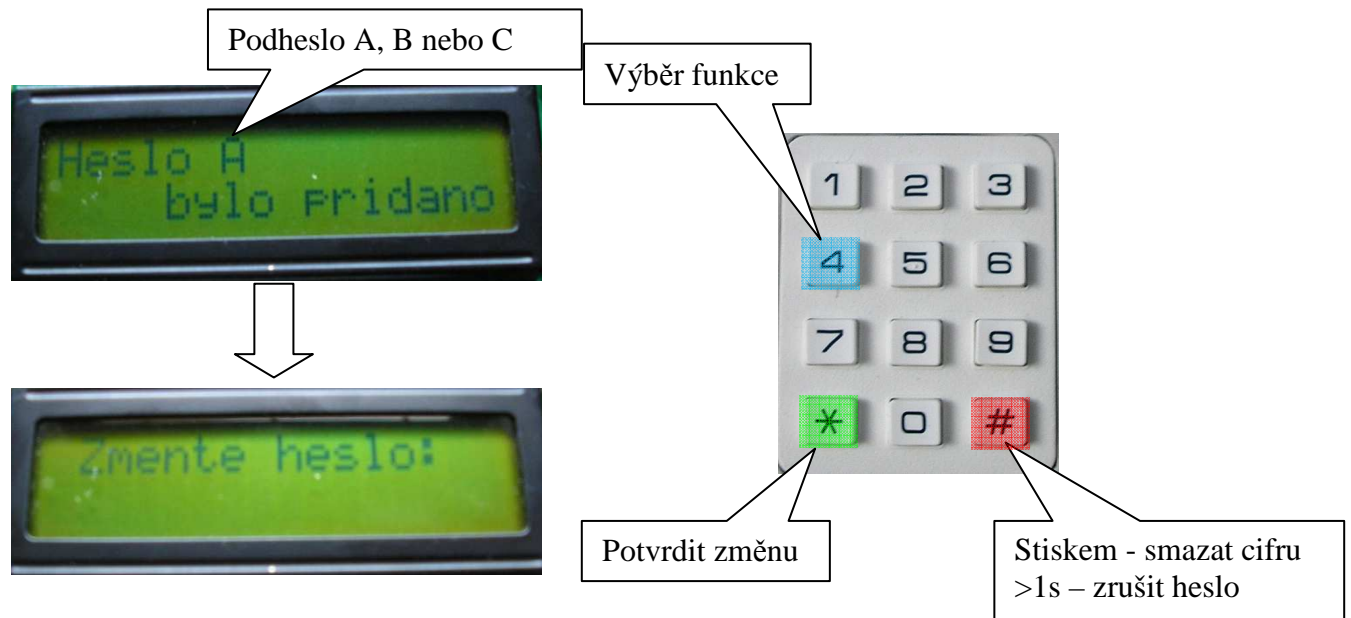 Podheslo A, B nebo C
Výběr funkce
Heslo A
bylo pridano
Zmente heslo:
1 2 3
4 5 6
7 8 9
* 0 #
Potvrdit změnu
Stiskem - smazat cifru
>1s – zrušit heslo